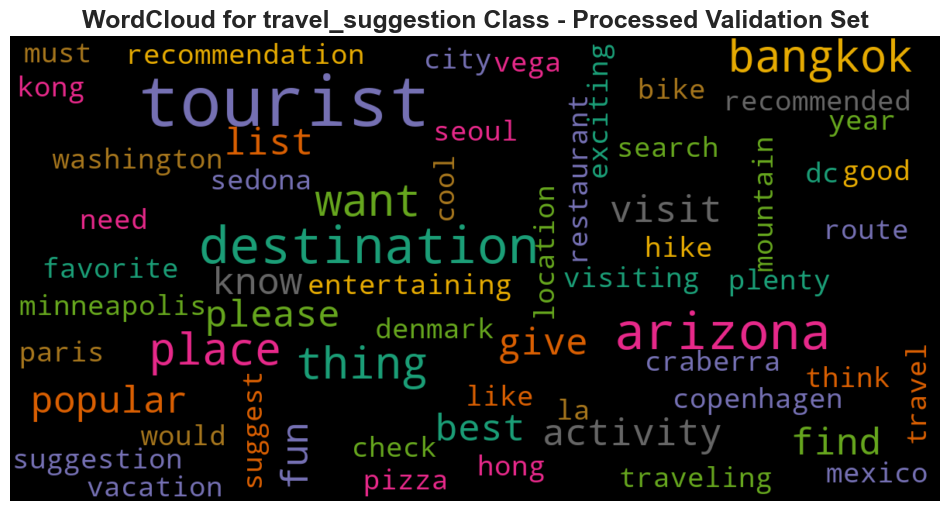 WordCloud for travel_suggestion Class - Processed Validation Set
must recommendation city vega exciting bangkok
kong tourist bike recommended
washington list seoul restaurant search year
sedona cool mountain dc good
need want location visit route
destination hike
favorite know entertaining visiting plenty
minneapolis please denmark give arizona
paris place thing craberra think travel
popular like la copenhagen
would suggest fun check best activity find
suggestion pizza hong traveling mexico
vacation